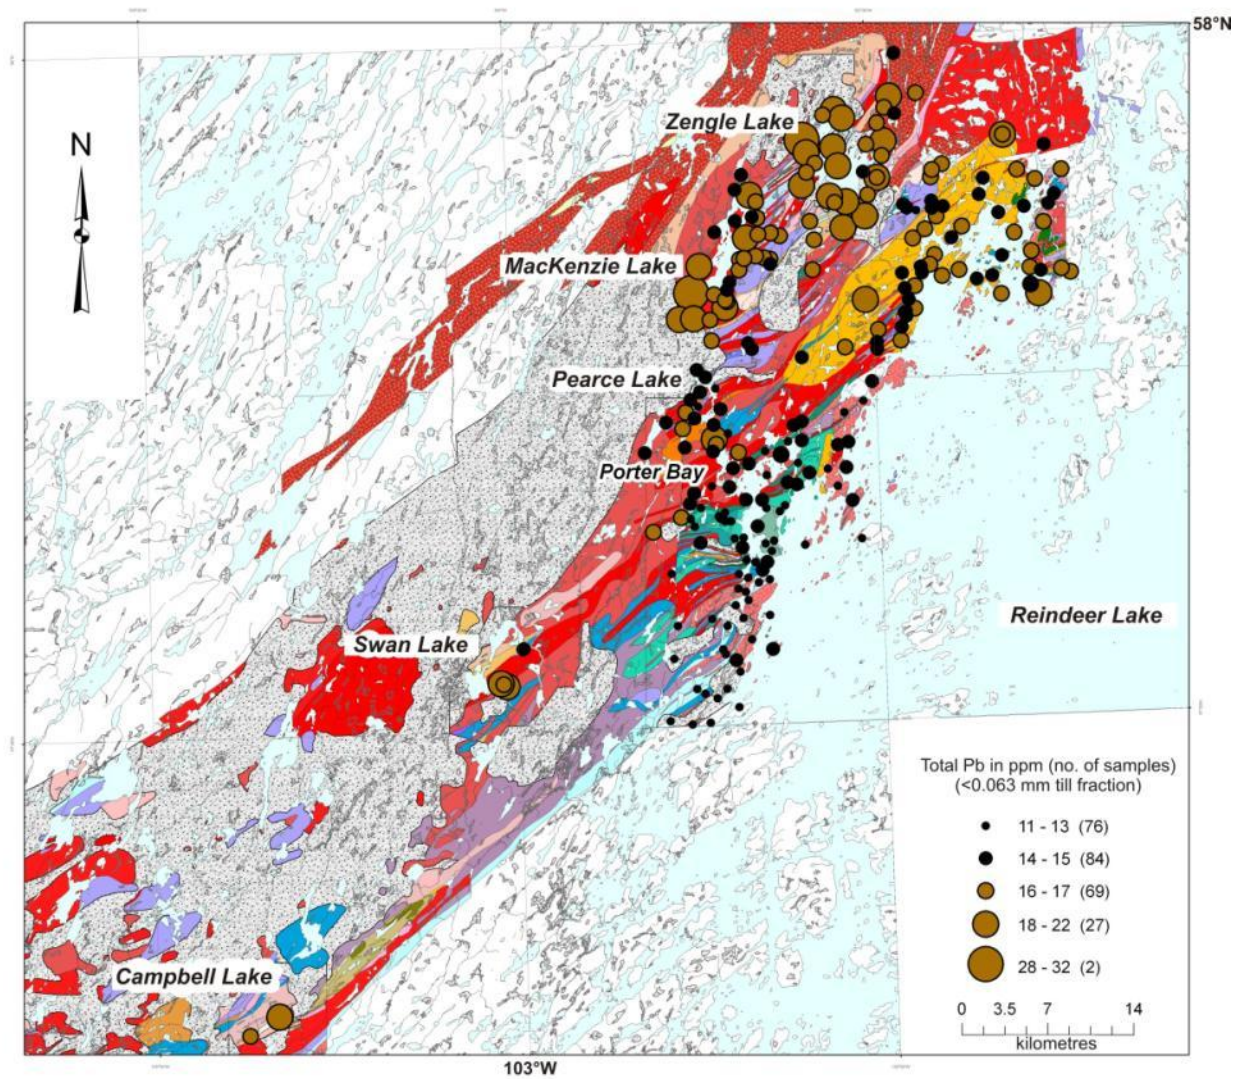 58°N
Zengle Lake
N
MacKenzie Lake
Pearce Lake
Porter Bay
Reindeer Lake
Swan Lake
Total Pb in ppm (no. of samples)
(<0.063 mm till fraction)
11 - 13 (76)
14 - 15 (84)
16 - 17 (69)
18 - 22 (27)
28 - 32 (2)
Campbell Lake
0 3.5 7 14
kilometres
103°W